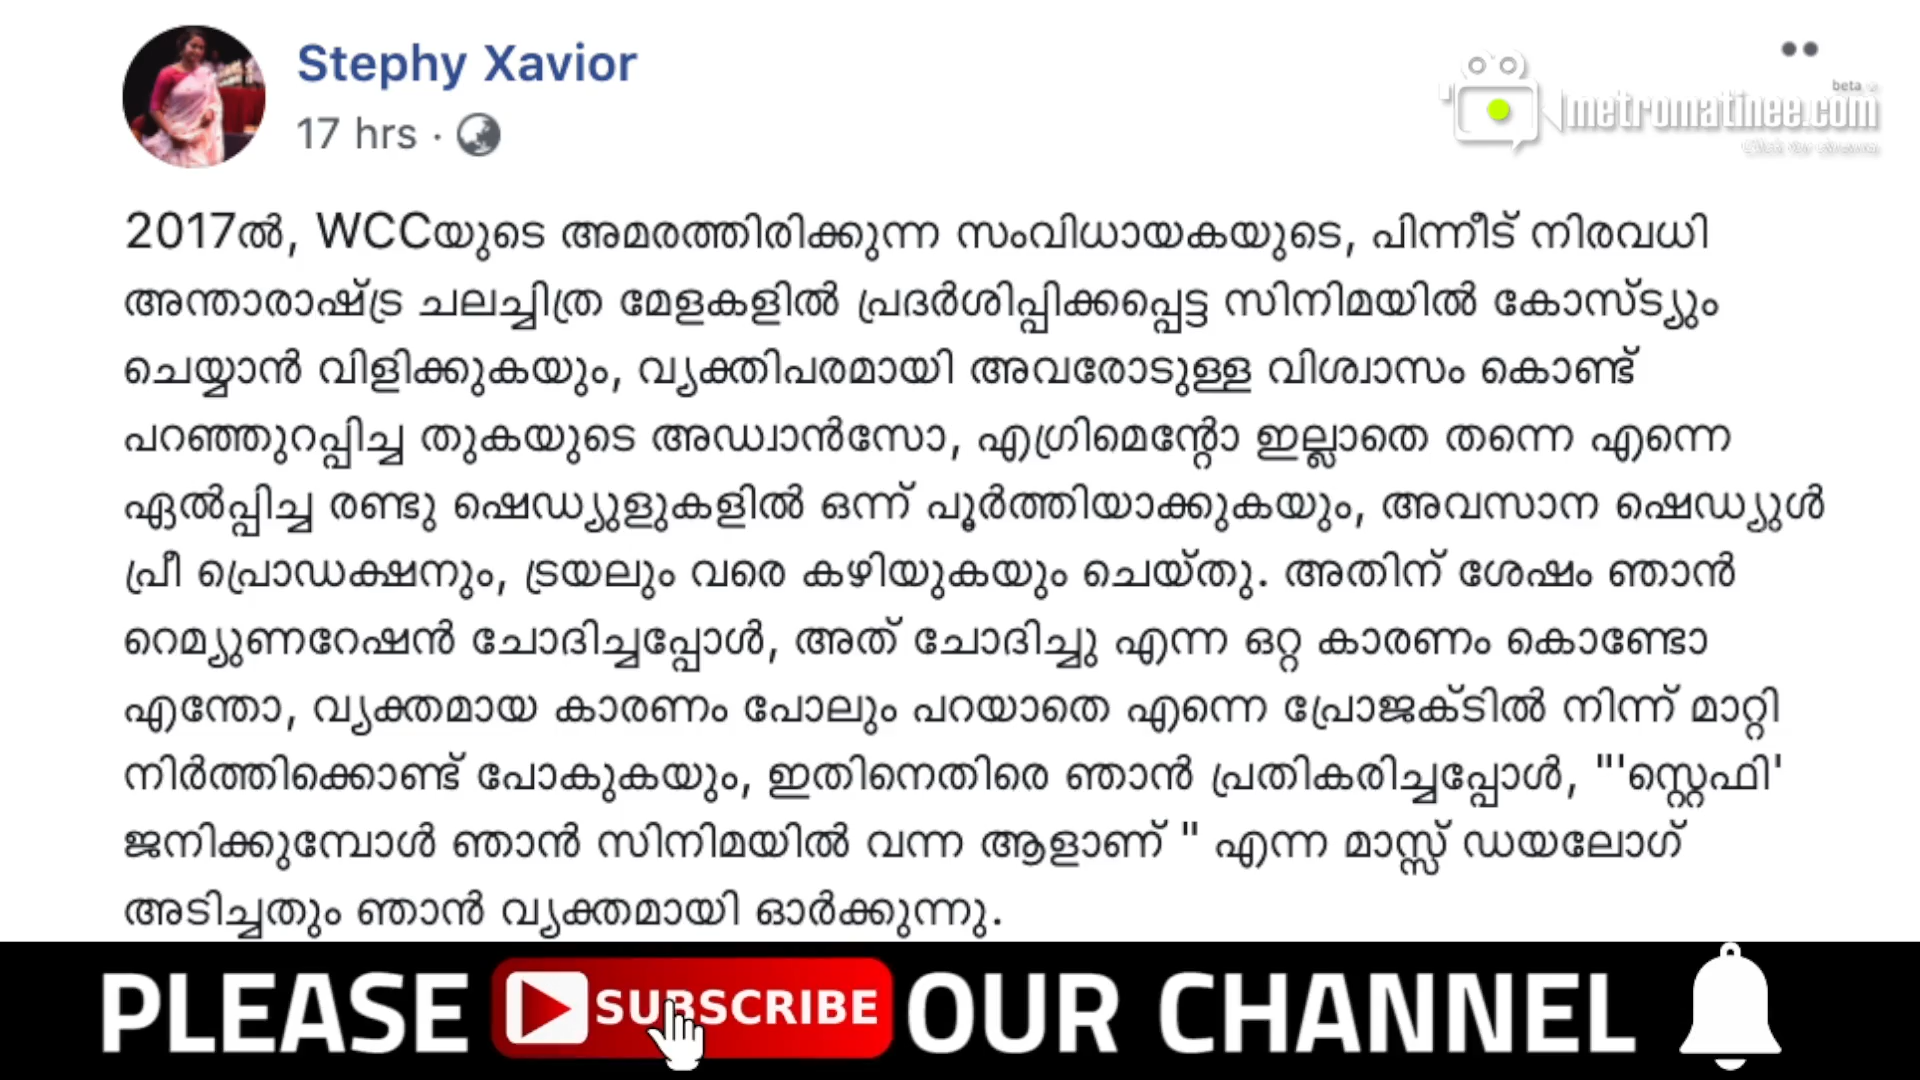 Stephy Xavior
17 hrs ·
beta
metromatinee.com
2017ൽ, WCCയുടെ അമരത്തിരിക്കുന്ന സംവിധായകയുടെ, പിന്നീട് നിരവധി
അന്താരാഷ്ട്ര ചലച്ചിത്ര മേളകളിൽ പ്രദർശിപ്പിക്കപ്പെട്ട സിനിമയിൽ കോസ്ട്യും
ചെയ്യാൻ വിളിക്കുകയും, വ്യക്തിപരമായി അവരോടുള്ള വിശ്വാസം കൊണ്ട്
പറഞ്ഞുറപ്പിച്ച തുകയുടെ അഡ്വാൻസോ, എഗ്രിമെന്റോ ഇല്ലാതെ തന്നെ എന്നെ
ഏൽപ്പിച്ച രണ്ടു ഷെഡ്യുളുകളിൽ ഒന്ന് പൂർത്തിയാക്കുകയും, അവസാന ഷെഡ്യുൾ
പ്രീ പ്രൊഡക്ഷനും, ട്രയലും വരെ കഴിയുകയും ചെയ്തു. അതിന് ശേഷം ഞാൻ
റെമ്യുണറേഷൻ ചോദിച്ചപ്പോൾ, അത് ചോദിച്ചു എന്ന ഒറ്റ കാരണം കൊണ്ടോ
എന്തോ, വ്യക്തമായ കാരണം പോലും പറയാതെ എന്നെ പ്രോജക്ടിൽ നിന്ന് മാറ്റി
നിർത്തിക്കൊണ്ട് പോകുകയും, ഇതിനെതിരെ ഞാൻ പ്രതികരിച്ചപ്പോൾ, "'സ്റ്റെഫി'
ജനിക്കുമ്പോൾ ഞാൻ സിനിമയിൽ വന്ന ആളാണ് " എന്ന മാസ്സ് ഡയലോഗ്
അടിച്ചതും ഞാൻ വ്യക്തമായി ഓർക്കുന്നു.
PLEASE SUBSCRIBE OUR CHANNEL